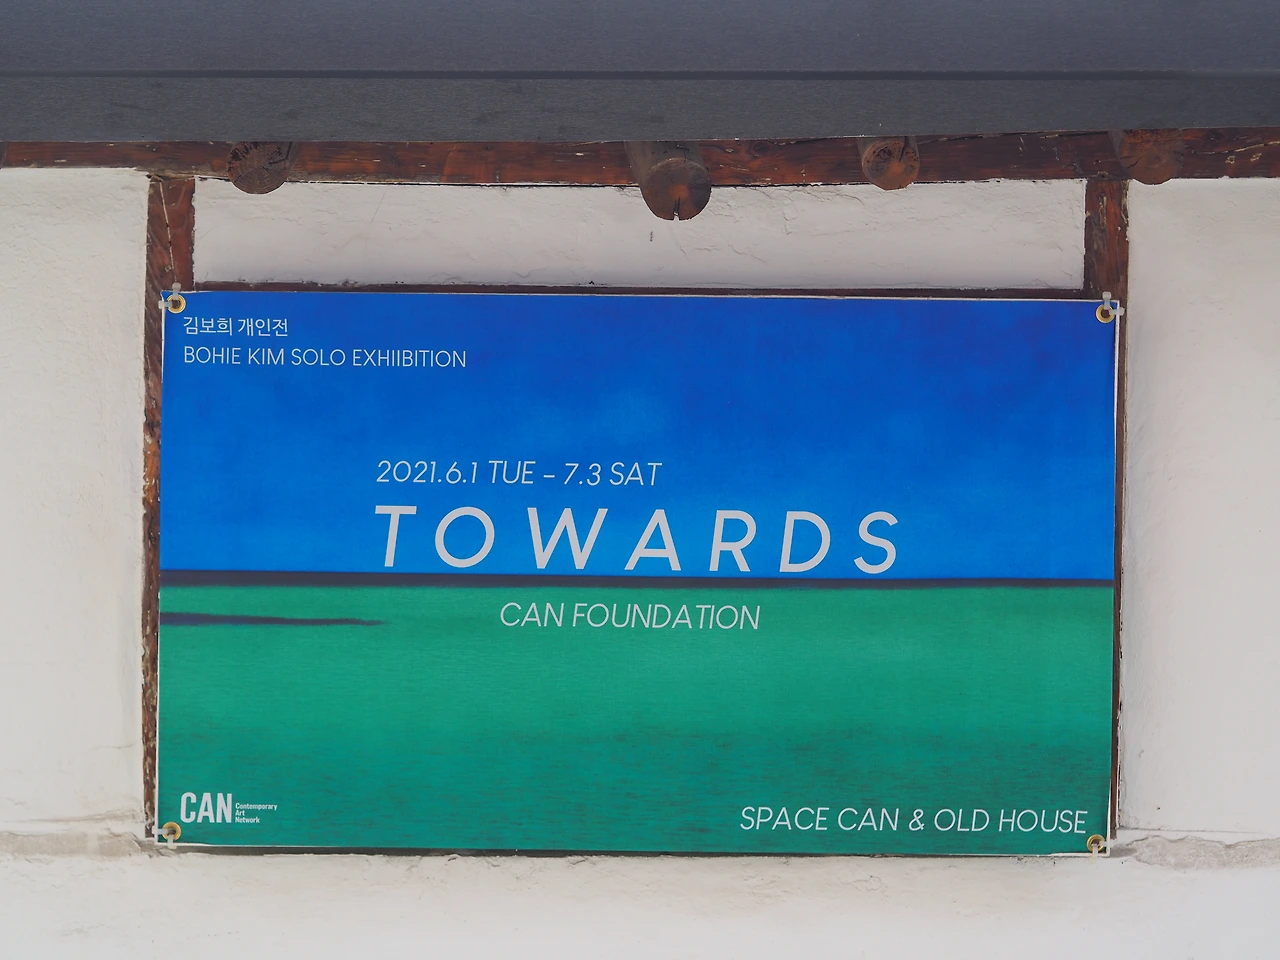 김보희 개인전
BOHIE KIM SOLO EXHIIBITION
2021.6.1 TUE – 7.3 SAT
TOWARDS
CAN FOUNDATION
CAN
Contemporary
Art
Network
SPACE CAN & OLD HOUSE